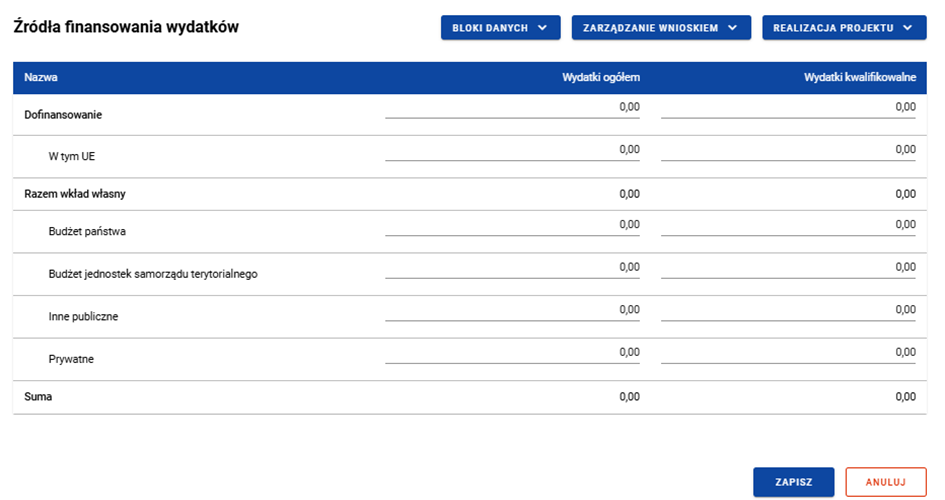 Źródła finansowania wydatków BLOKI DANYCH ZARZĄDZANIE WNIOSKIEM REALIZACJA PROJEKTU
Nazwa Wydatki ogółem Wydatki kwalifikowalne
Dofinansowanie 0,00 0,00
W tym UE 0,00 0,00
Razem wkład własny 0,00 0,00
Budżet państwa 0,00 0,00
Budżet jednostek samorządu terytorialnego 0,00 0,00
Inne publiczne 0,00 0,00
Prywatne 0,00 0,00
Suma 0,00 0,00
ZAPISZ ANULUJ